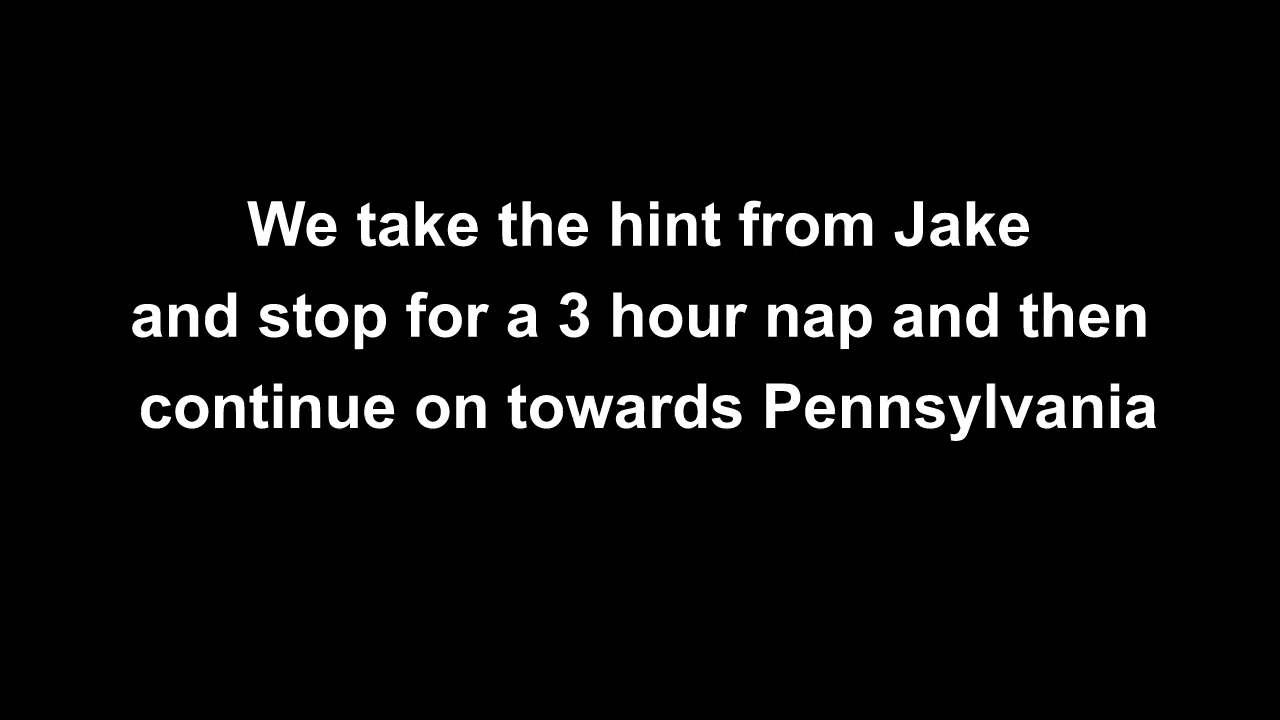 We take the hint from Jake
and stop for a 3 hour nap and then
continue on towards Pennsylvania